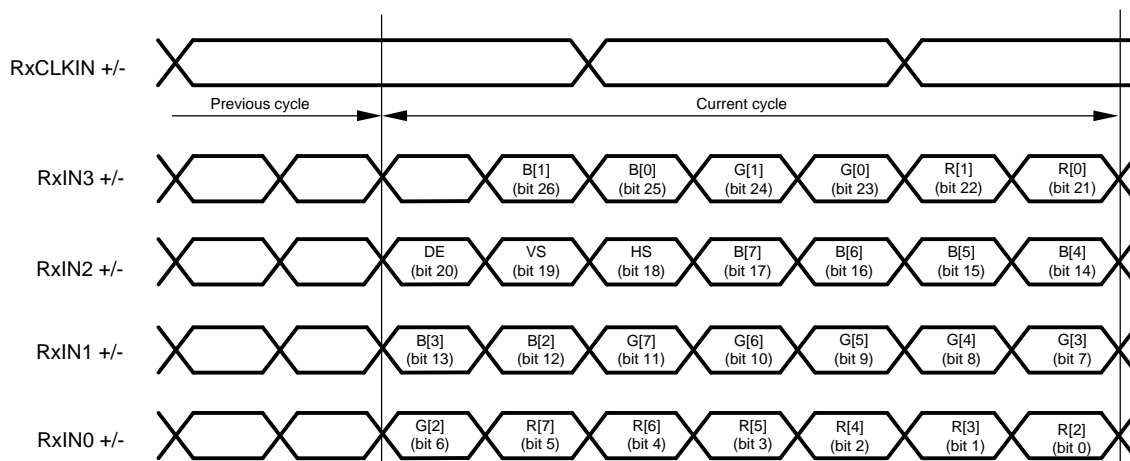 RxCLKIN +/-
Previous cycle
Current cycle
RxIN3 +/-
B[1]
(bit 26)
B[0]
(bit 25)
G[1]
(bit 24)
G[0]
(bit 23)
R[1]
(bit 22)
R[0]
(bit 21)
RxIN2 +/-
DE
(bit 20)
VS
(bit 19)
HS
(bit 18)
B[7]
(bit 17)
B[6]
(bit 16)
B[5]
(bit 15)
B[4]
(bit 14)
RxIN1 +/-
B[3]
(bit 13)
B[2]
(bit 12)
G[7]
(bit 11)
G[6]
(bit 10)
G[5]
(bit 9)
G[4]
(bit 8)
G[3]
(bit 7)
RxIN0 +/-
G[2]
(bit 6)
R[7]
(bit 5)
R[6]
(bit 4)
R[5]
(bit 3)
R[4]
(bit 2)
R[3]
(bit 1)
R[2]
(bit 0)